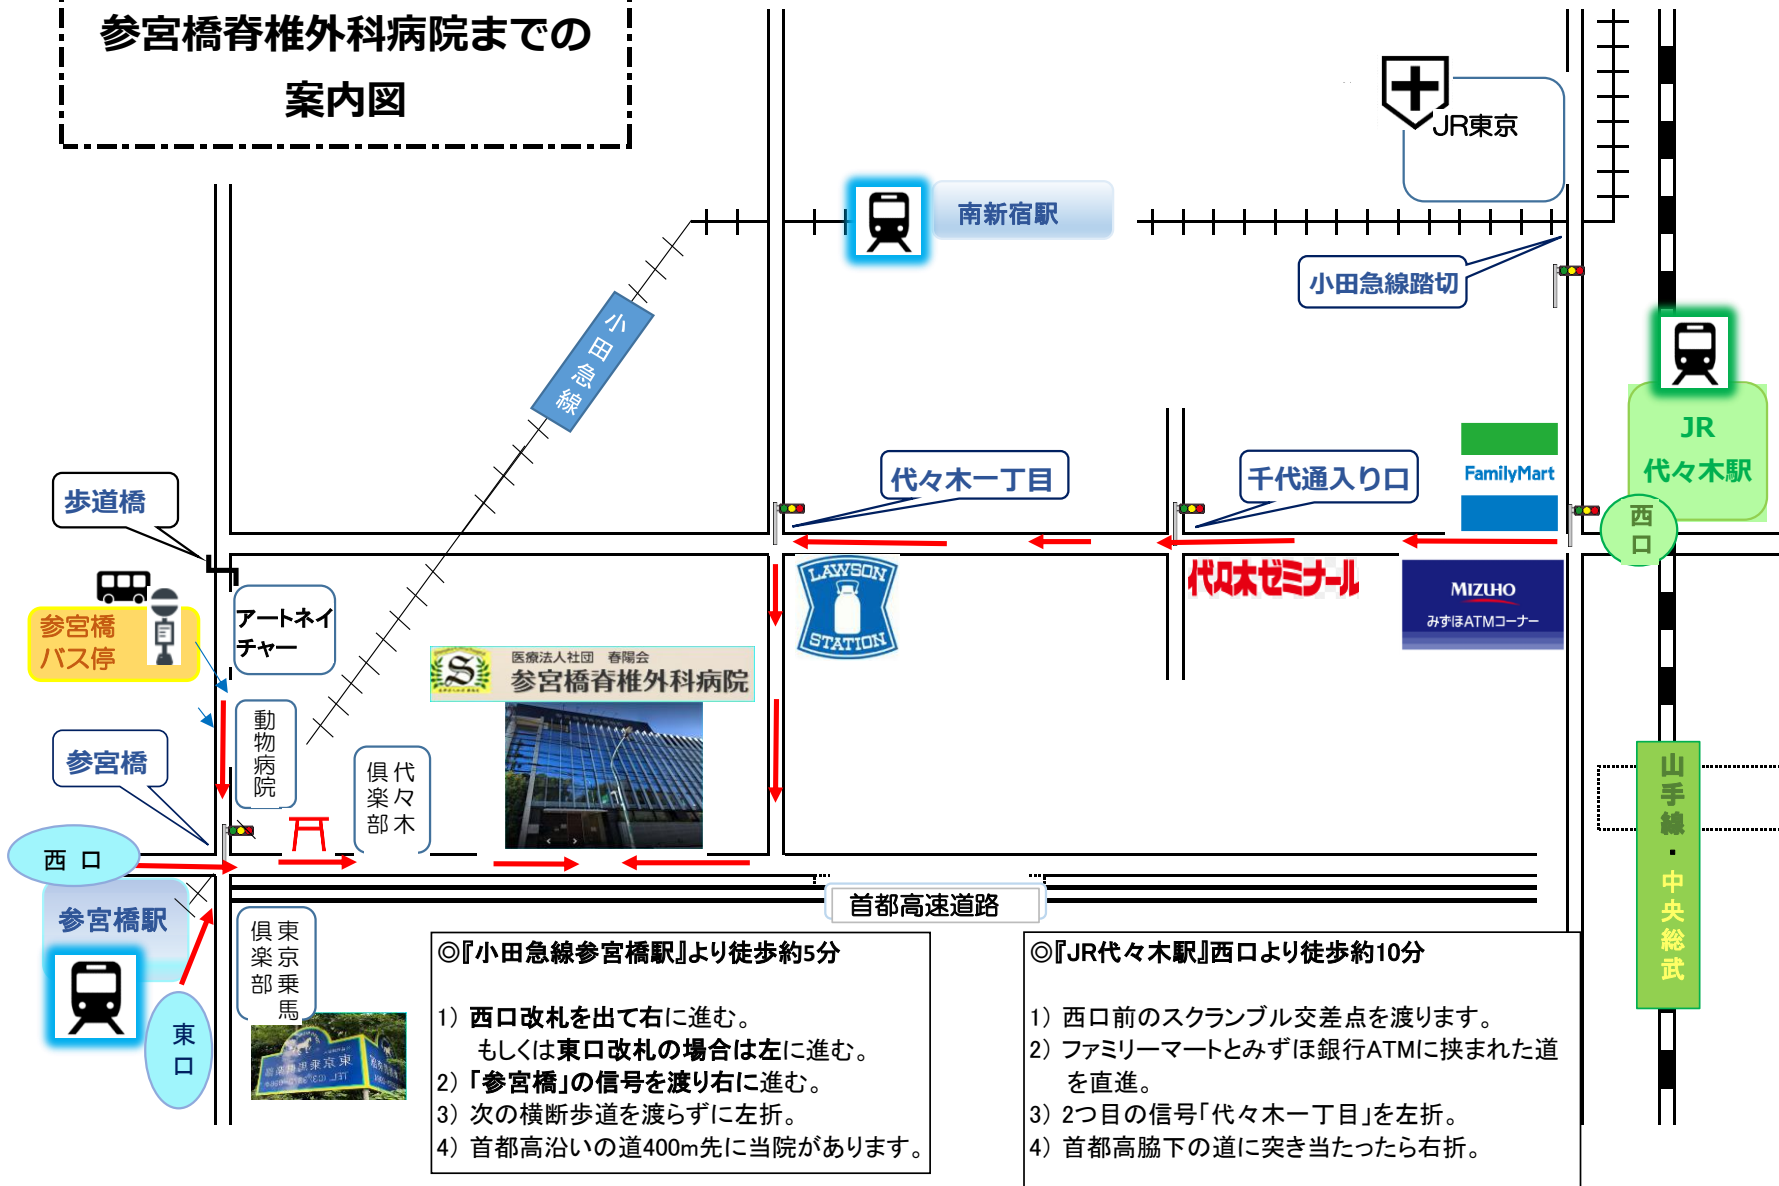 参宮橋脊椎外科病院までの
案内図
JR東京
南新宿駅
小田急線踏切
小田急線
JR
代々木駅
西口
FamilyMart
千代通入り口
代々木一丁目
歩道橋
LAWSON
STATION
代々木ゼミナール
MIZUHO
みずほATMコーナー
参宮橋
バス停
アートネイ
チャー
医療法人社団 春陽会
参宮橋脊椎外科病院
動物病院
代々木
倶楽部
参宮橋
山手線・中央総武
西 口
参宮橋駅
首都高速道路
東京乗馬
倶楽部
東口
◎『小田急線参宮橋駅』より徒歩約5分
1） 西口改札を出て右に進む。
もしくは東口改札の場合は左に進む。
2）「参宮橋」の信号を渡り右に進む。
3） 次の横断歩道を渡らずに左折。
4） 首都高沿いの道400m先に当院があります。
◎『JR代々木駅』西口より徒歩約10分
1） 西口前のスクランブル交差点を渡ります。
2） ファミリーマートとみずほ銀行ATMに挟まれた道
を直進。
3） 2つ目の信号「代々木一丁目」を左折。
4） 首都高脇下の道に突き当たったら右折。